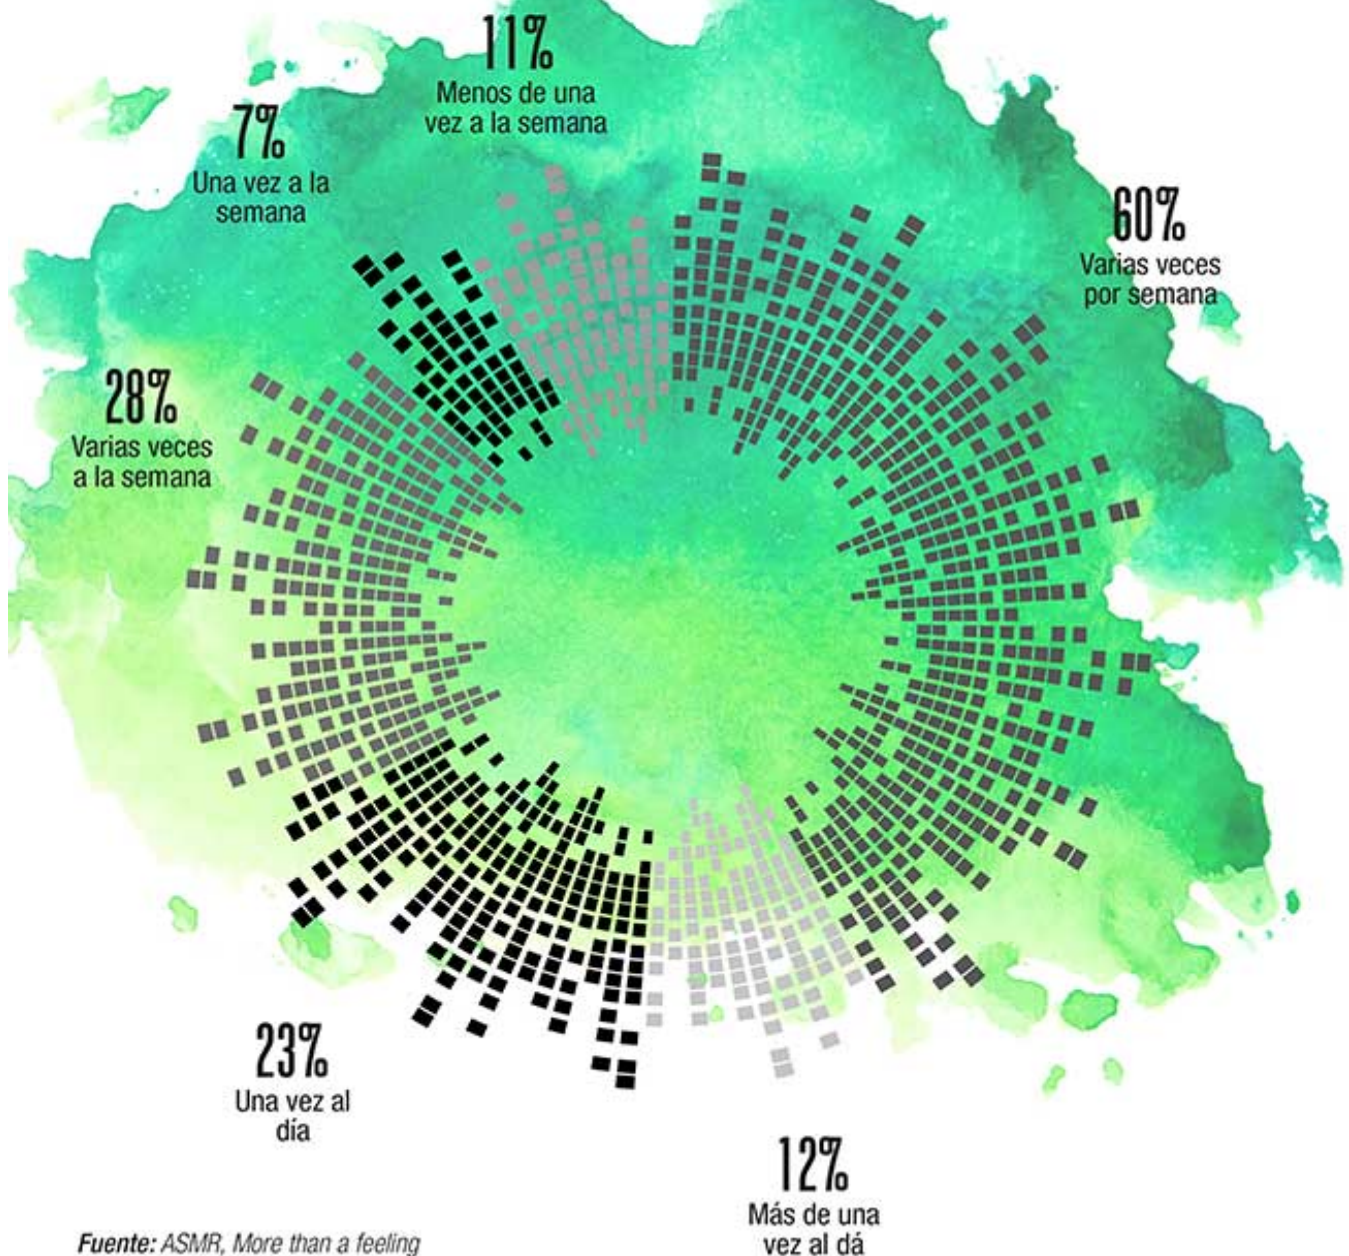 11%
Menos de una
vez a la semana
7%
Una vez a la
semana
60%
Varias veces
por semana
28%
Varias veces
a la semana
23%
Una vez al
día
12%
Más de una
vez al dá
Fuente: ASMR, More than a feeling